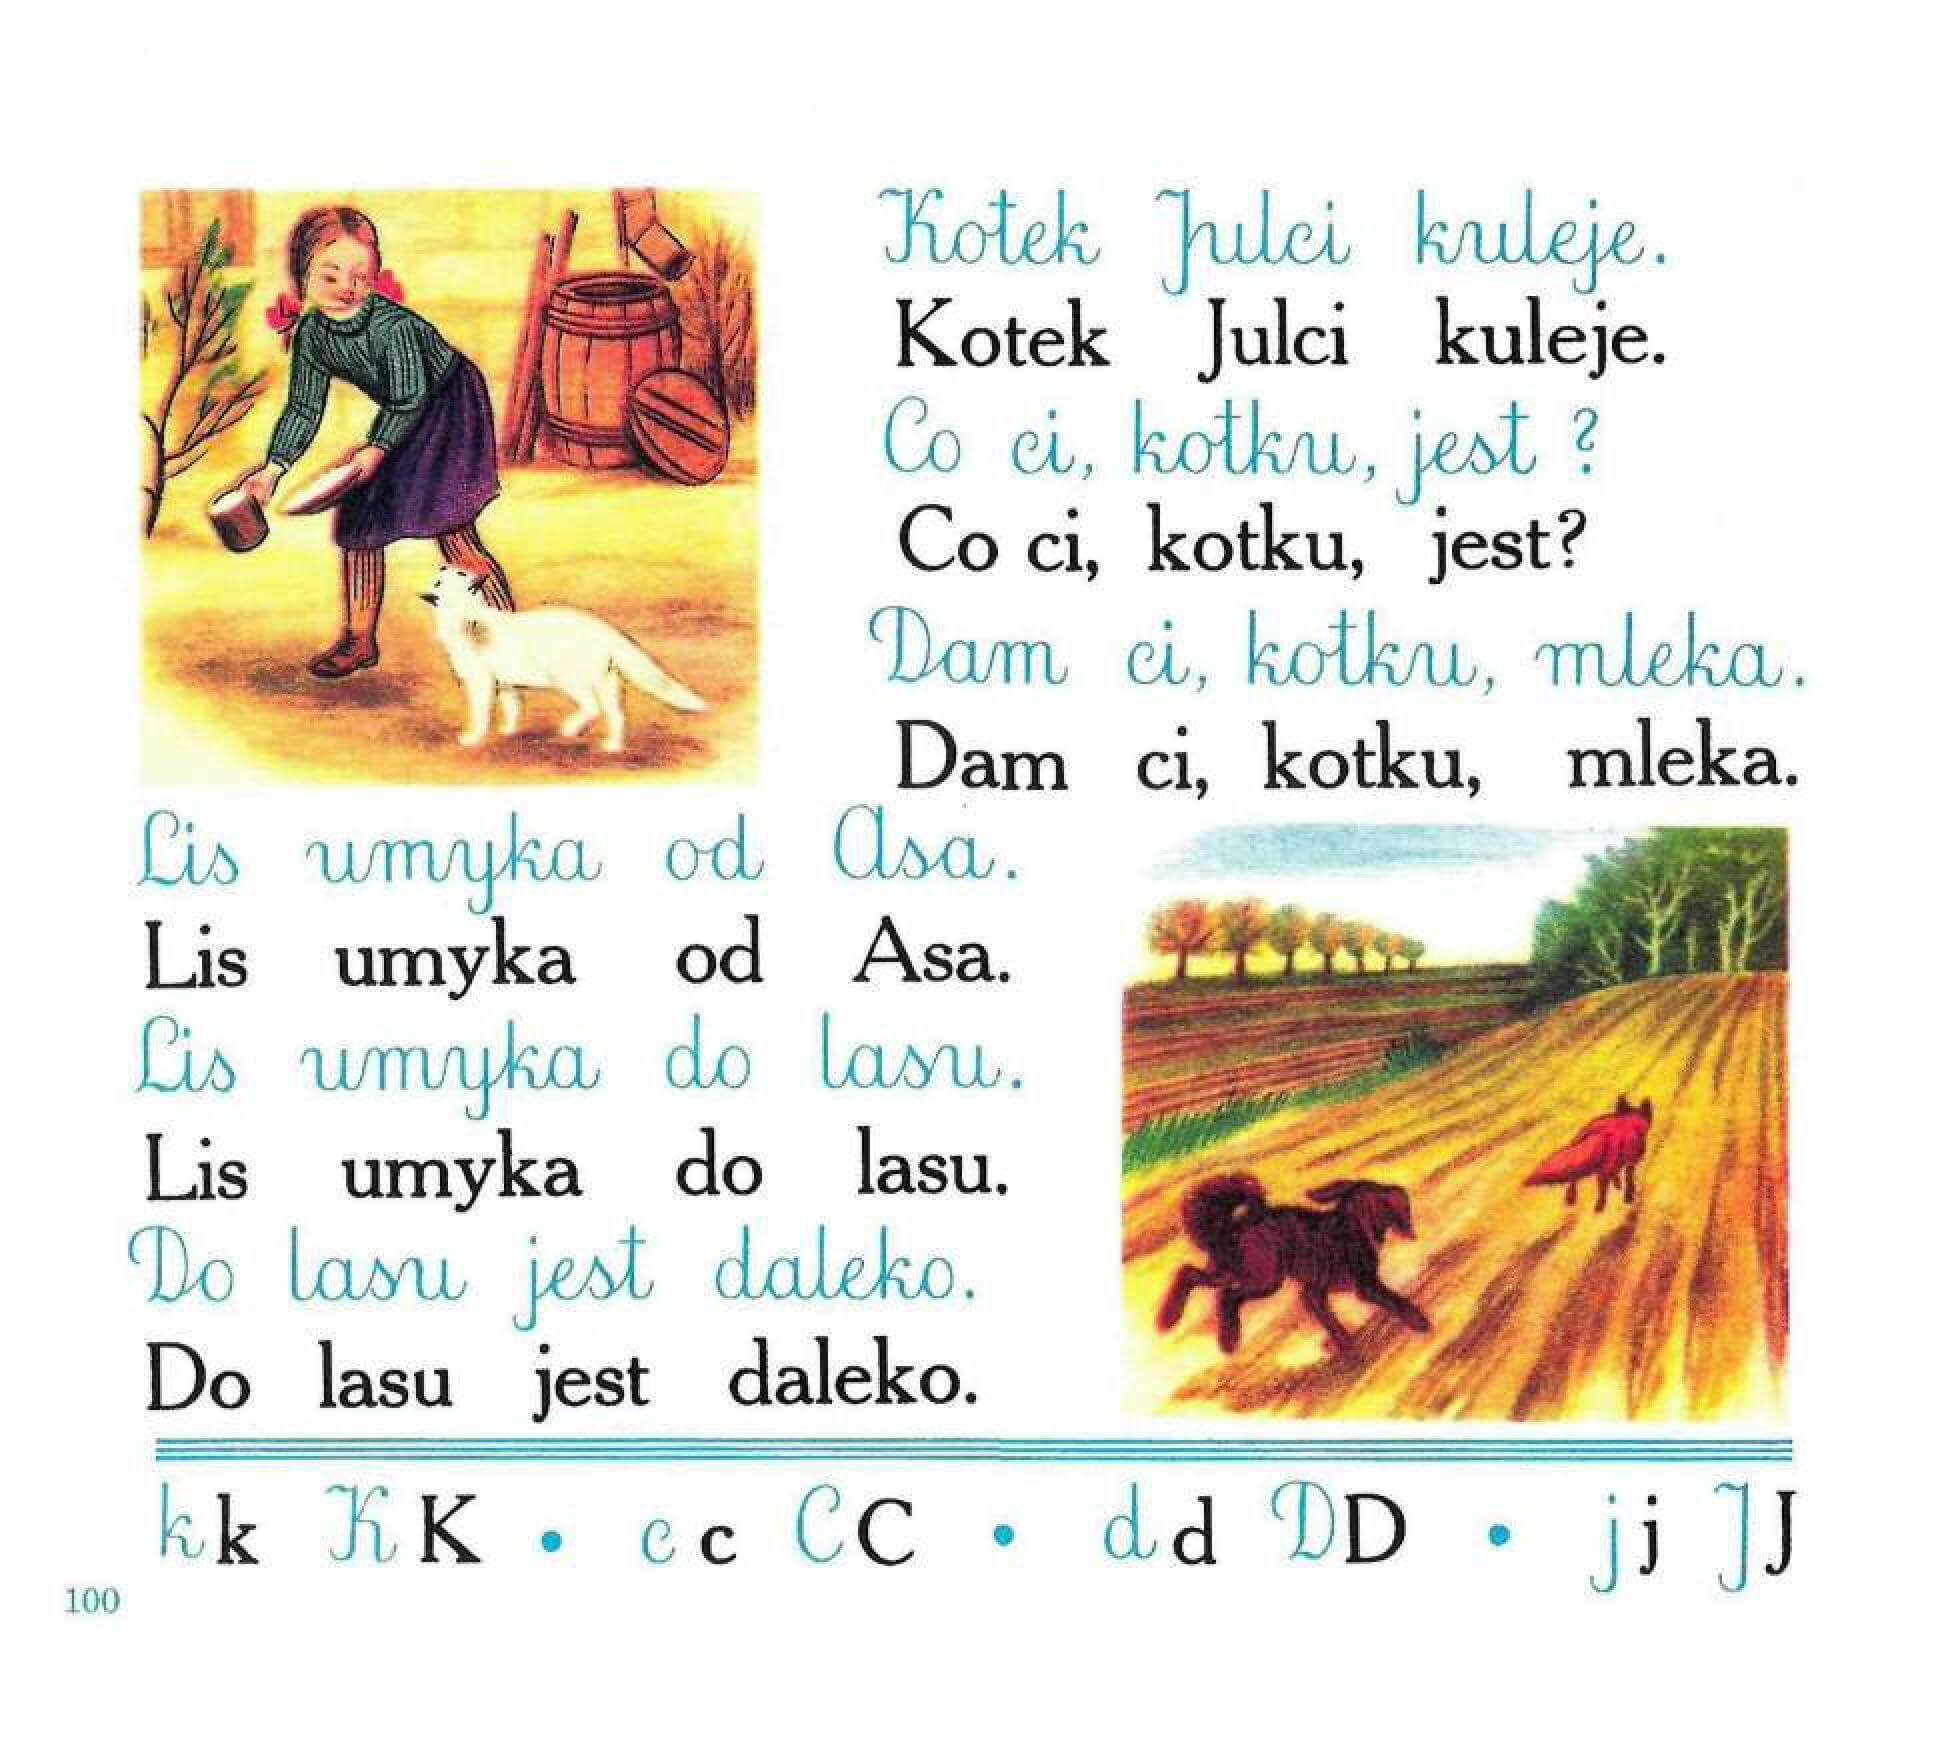 Kotek Julci kuleje.
Kotek Julci kuleje.
Co ci, kotku, jest ?
Co ci, kotku, jest?
Dam ci, kotku, mleka.
Dam ci, kotku, mleka.
Lis umyka od Asa.
Lis umyka od Asa.
Lis umyka do lasu.
Lis umyka do lasu.
Do lasu jest daleko.
Do lasu jest daleko.
k k K K • c c C C • d d D D • j j J J
100